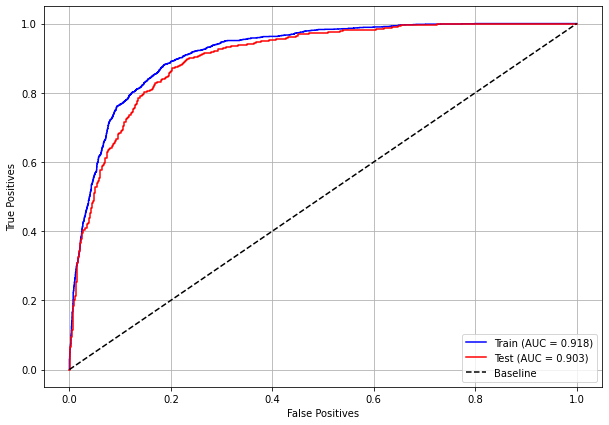 1.0
0.8
0.6
0.4
0.2
0.0
True Positives
0.0 0.2 0.4 0.6 0.8 1.0
False Positives
Train (AUC = 0.918)
Test (AUC = 0.903)
Baseline